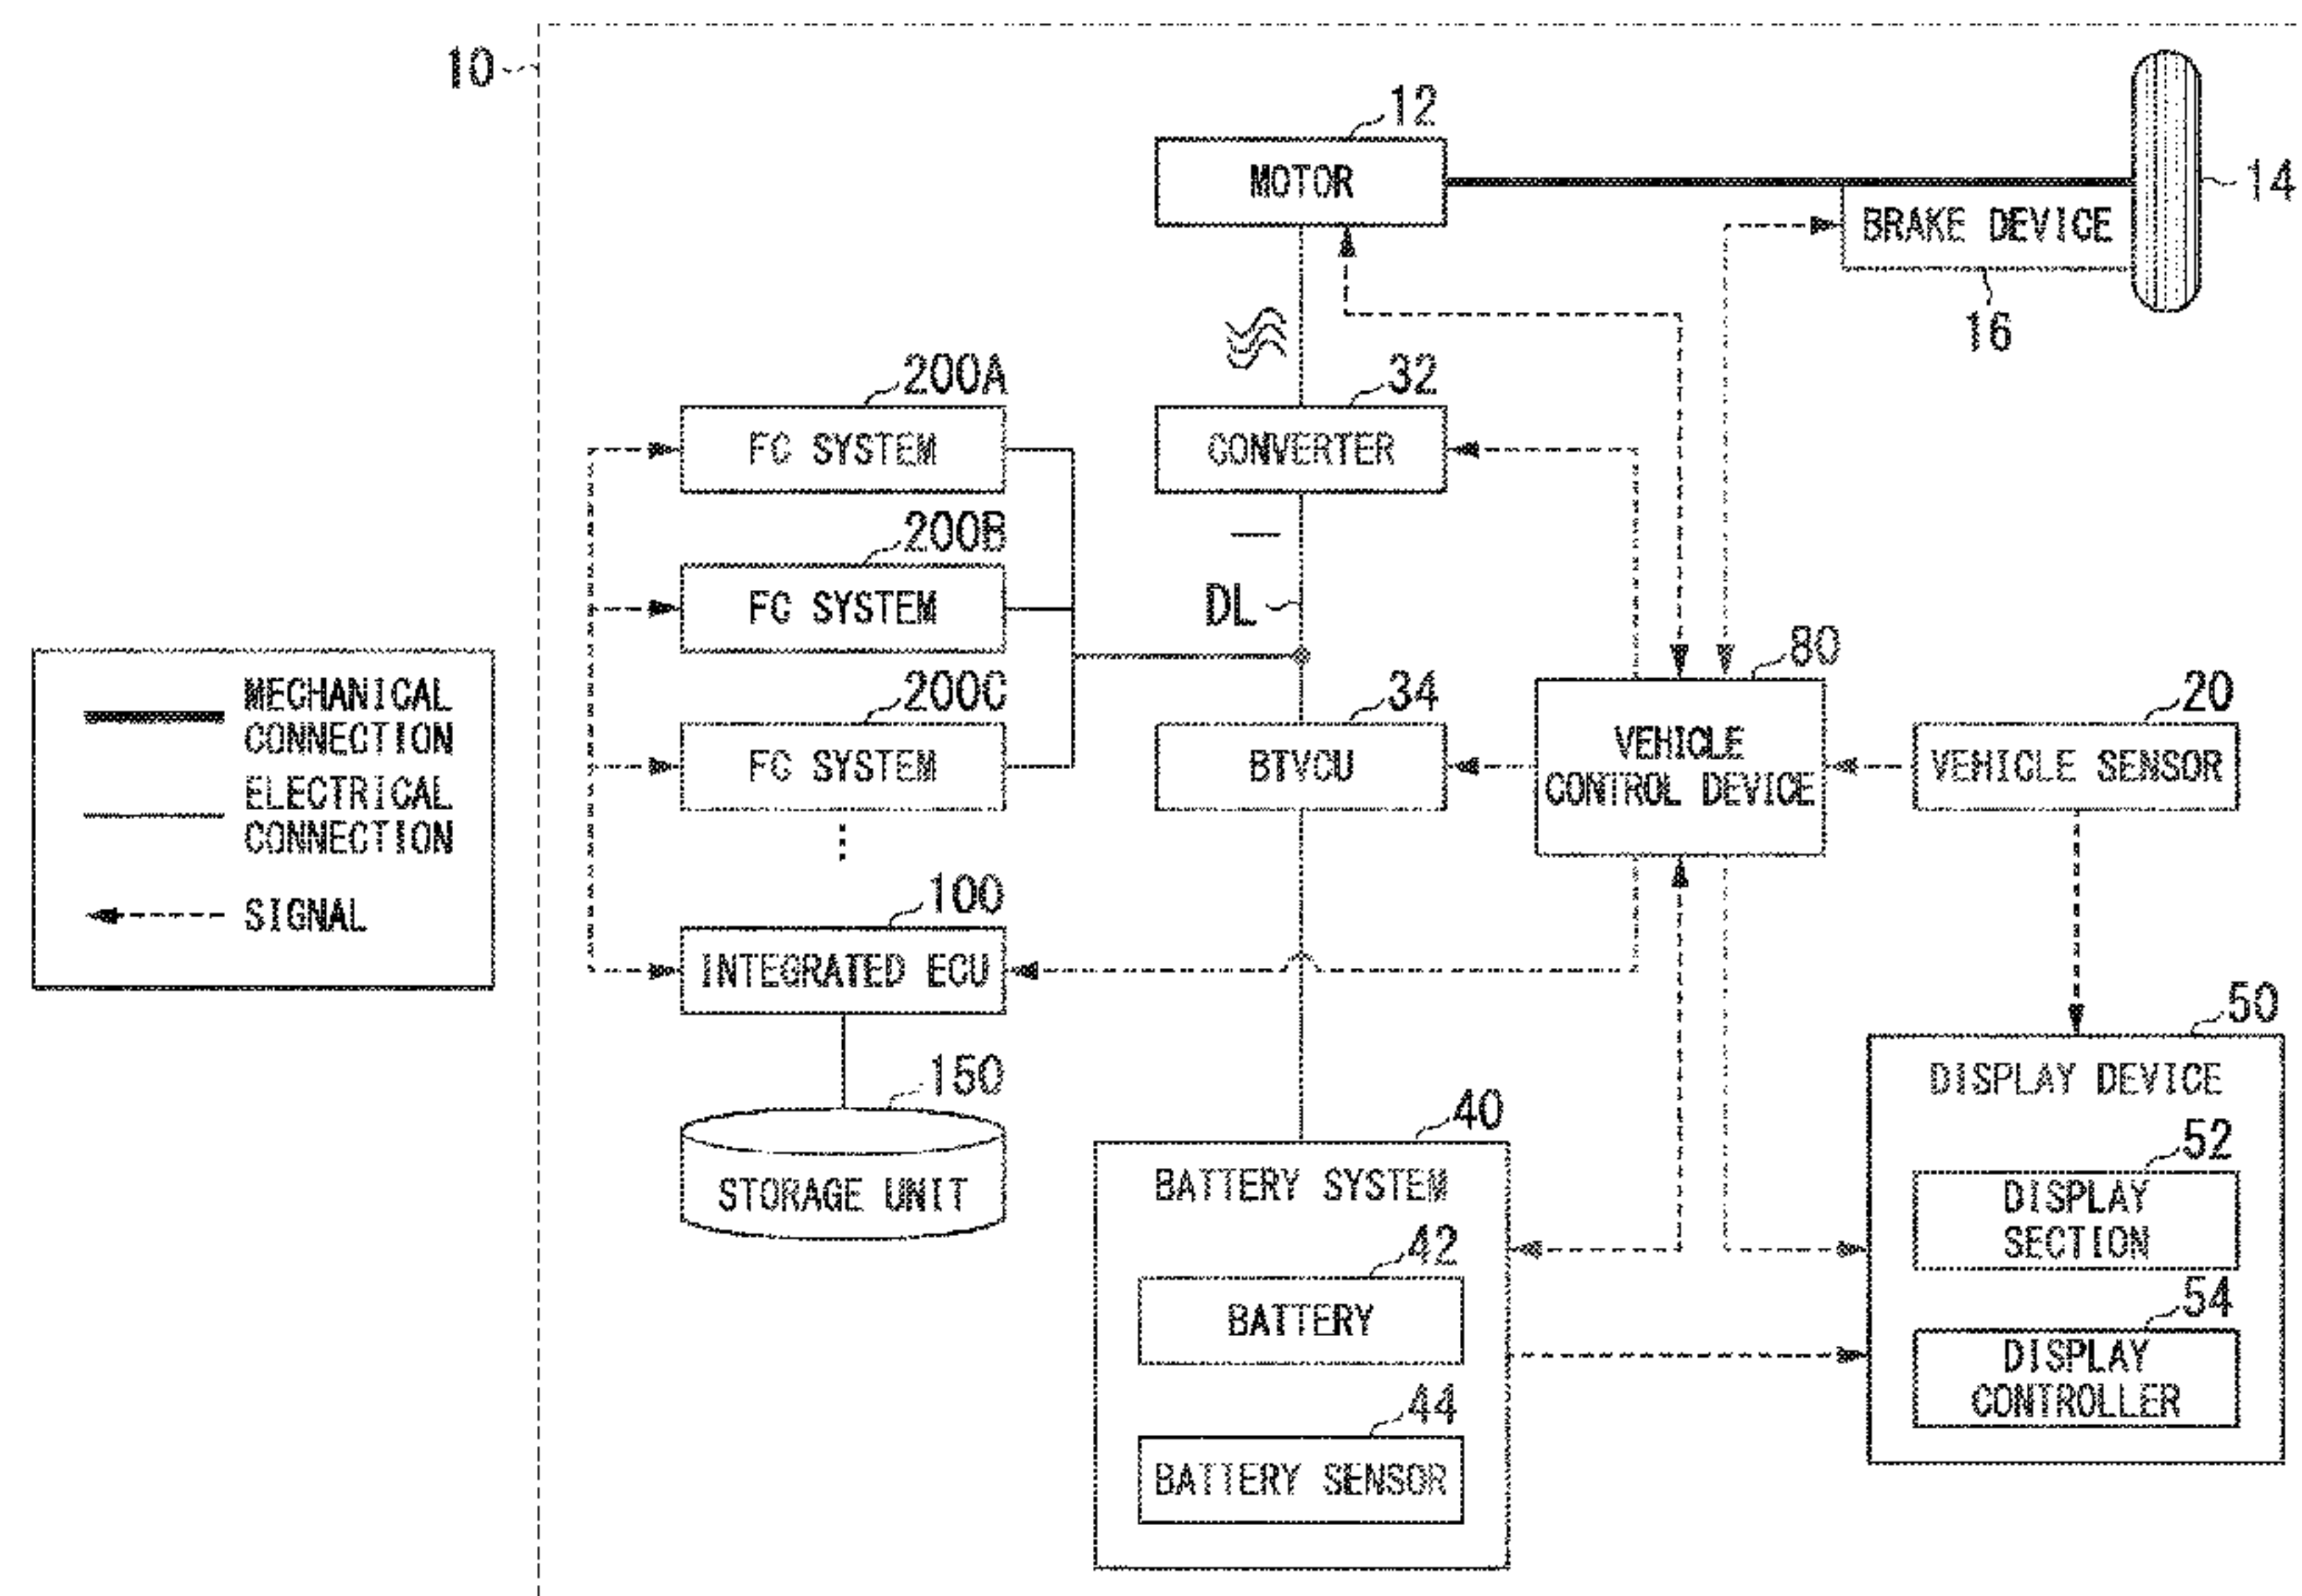 10
12
MOTOR
14
BRAKE DEVICE
16
200A
FC SYSTEM
32
CONVERTER
200B
FC SYSTEM
DL
200C
FC SYSTEM
34
BTVCU
80
VEHICLE
CONTROL DEVICE
20
VEHICLE SENSOR
MECHANICAL
CONNECTION
ELECTRICAL
CONNECTION
SIGNAL
100
INTEGRATED ECU
150
STORAGE UNIT
40
BATTERY SYSTEM
42
BATTERY
44
BATTERY SENSOR
50
DISPLAY DEVICE
52
DISPLAY
SECTION
54
DISPLAY
CONTROLLER